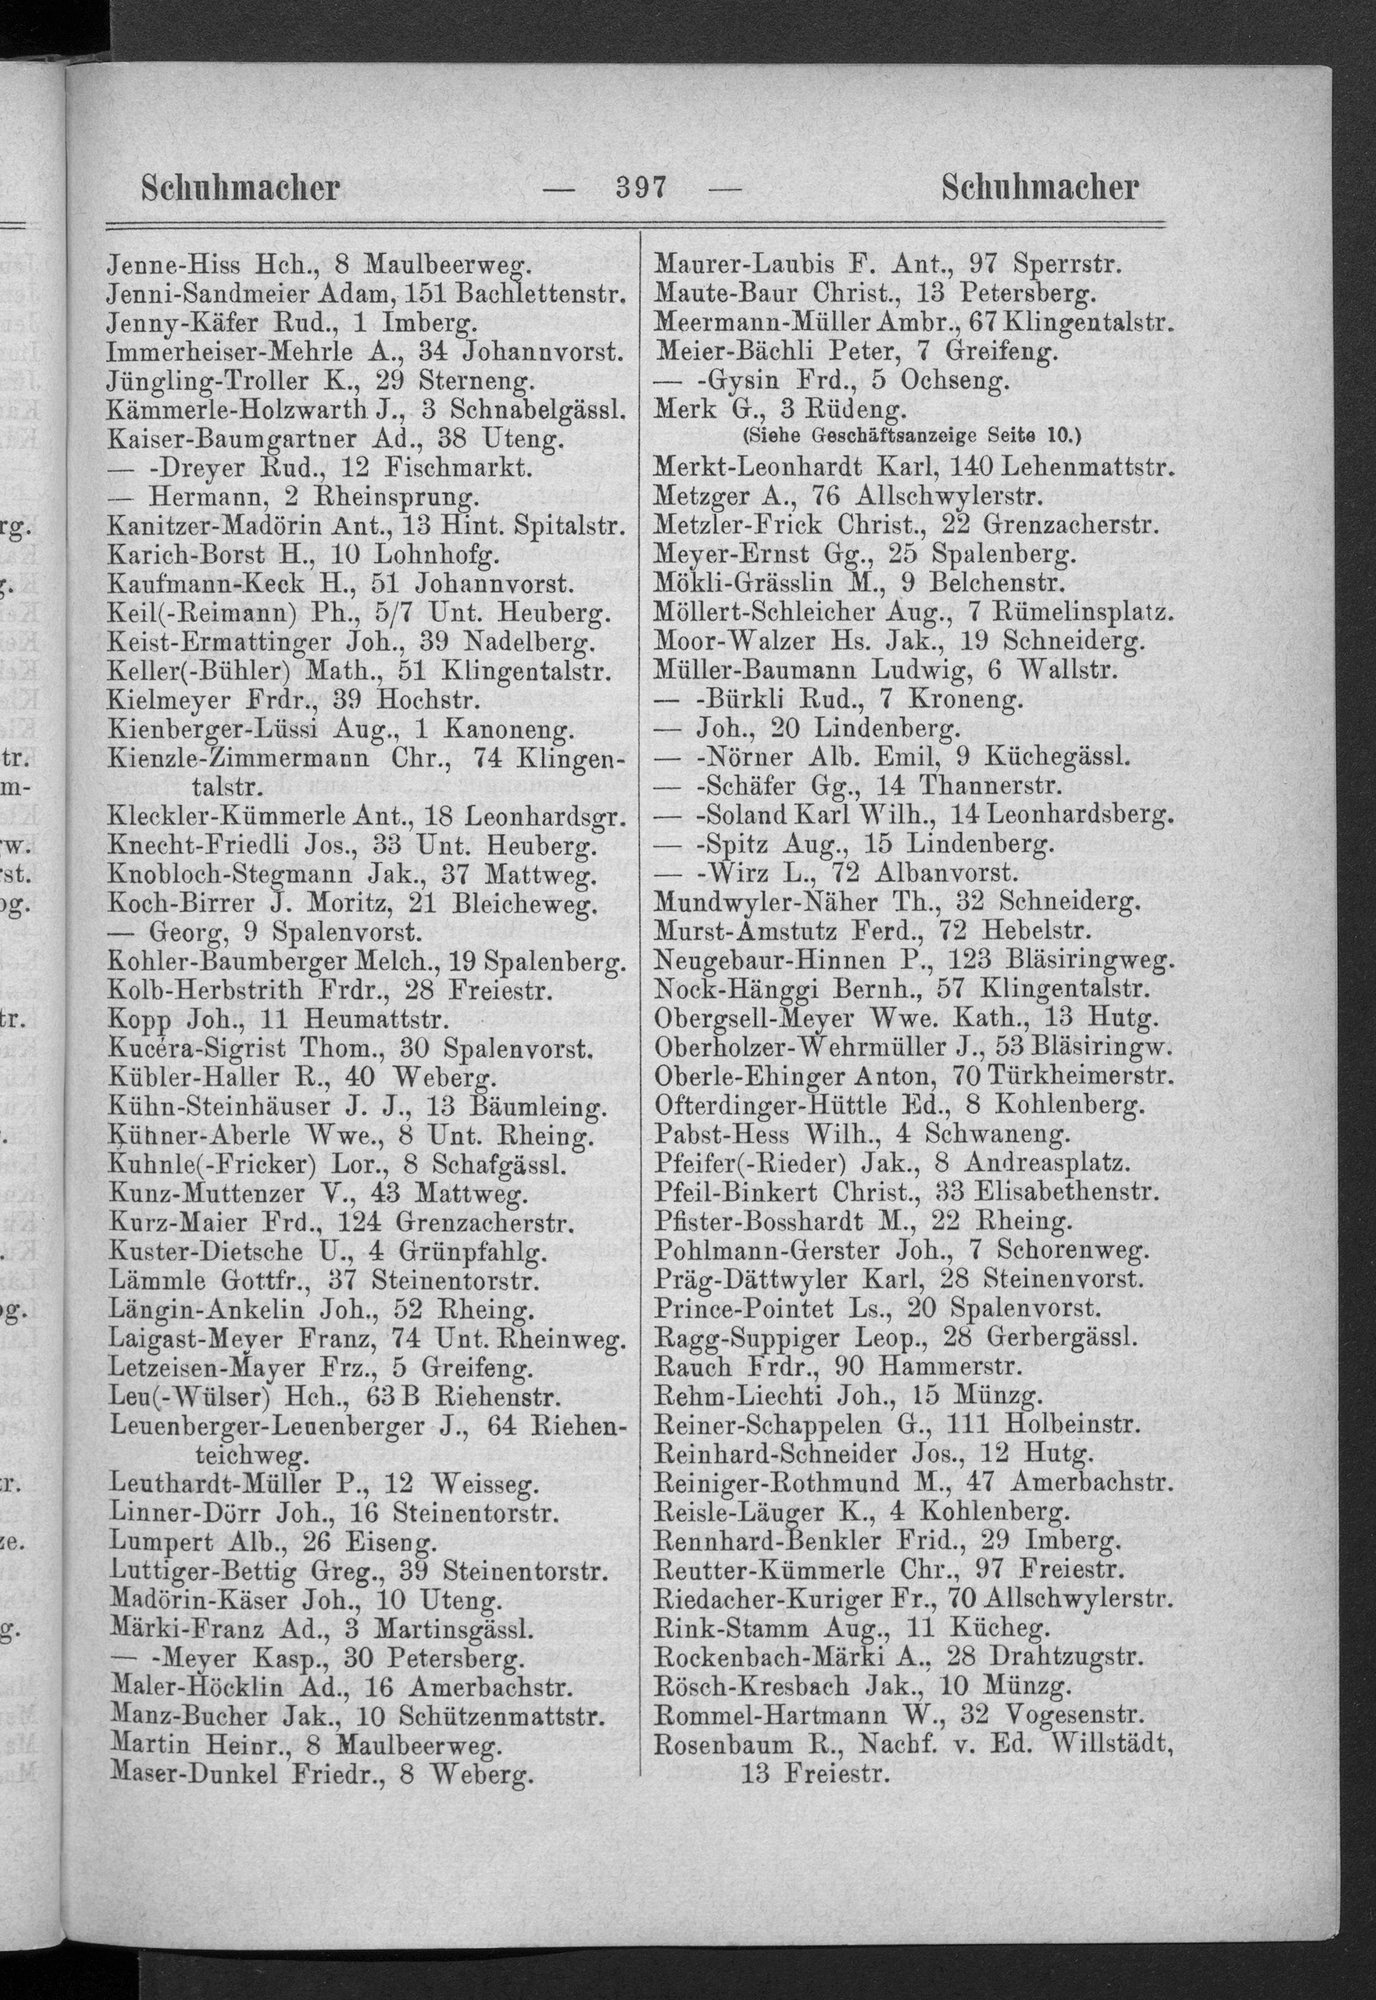 Schuhmacher — 397 — Schuhmacher
Jenne-Hiss Hch., 8 Maulbeerweg.
Jenni-Sandmeier Adam, 151 Bachlettenstr.
Jenny-Käfer Rud., 1 Imberg.
Immerheiser-Mehrle A., 34 Johannvorst.
Jüngling-Troller K., 29 Sterneng.
Kämmerle-Holzwarth J., 3 Schnabelgässl.
Kaiser-Baumgartner Ad., 38 Uteng.
— -Dreyer Rud., 12 Fischmarkt.
— Hermann, 2 Rheinsprung.
Kanitzer-Madörin Ant., 13 Hint. Spitalstr.
Karich-Borst H., 10 Lohnhofg.
Kaufmann-Keck H., 51 Johannvorst.
Keil(-Reimann) Ph., 5/7 Unt. Heuberg.
Keist-Ermattinger Joh., 39 Nadelberg.
Keller(-Bühler) Math., 51 Klingentalstr.
Kielmeyer Frdr., 39 Hochstr.
Kienberger-Lüssi Aug., 1 Kanoneng.
Kienzle-Zimmermann Chr., 74 Klingen-
talstr.
Kleckler-Kümmerle Ant., 18 Leonhardsgr.
Knecht-Friedli Jos., 33 Unt. Heuberg.
Knobloch-Stegmann Jak., 37 Mattweg.
Koch-Birrer J. Moritz, 21 Bleicheweg.
— Georg, 9 Spalenvorst.
Kohler-Baumberger Melch., 19 Spalenberg.
Kolb-Herbstrith Frdr., 28 Freiestr.
Kopp Joh., 11 Heumattstr.
Kucéra-Sigrist Thom., 30 Spalenvorst.
Kübler-Haller R., 40 Weberg.
Kühn-Steinhäuser J. J., 13 Bäumleing.
Kühner-Aberle Wwe., 8 Unt. Rheing.
Kuhnle(-Fricker) Lor., 8 Schafgässl.
Kunz-Muttenzer V., 43 Mattweg.
Kurz-Maier Frd., 124 Grenzacherstr.
Kuster-Dietsche U., 4 Grünpfahlg.
Lämmle Gottfr., 37 Steinentorstr.
Längin-Ankelin Joh., 52 Rheing.
Laigast-Meyer Franz, 74 Unt. Rheinweg.
Letzeisen-Mayer Frz., 5 Greifeng.
Leu(-Wülser) Hch., 63 B Riehenstr.
Leuenberger-Leuenberger J., 64 Riehen-
teichweg.
Leuthardt-Müller P., 12 Weisseg.
Linner-Dörr Joh., 16 Steinentorstr.
Lumpert Alb., 26 Eiseng.
Luttiger-Bettig Greg., 39 Steinentorstr.
Madörin-Käser Joh., 10 Uteng.
Märki-Franz Ad., 3 Martinsgässl.
— -Meyer Kasp., 30 Petersberg.
Maler-Höcklin Ad., 16 Amerbachstr.
Manz-Bucher Jak., 10 Schützenmattstr.
Martin Heinr., 8 Maulbeerweg.
Maser-Dunkel Friedr., 8 Weberg.
Maurer-Laubis F. Ant., 97 Sperrstr.
Maute-Baur Christ., 13 Petersberg.
Meermann-Müller Ambr., 67 Klingentalstr.
Meier-Bächli Peter, 7 Greifeng.
— -Gysin Frd., 5 Ochseng.
Merk G., 3 Rüdeng.
(Siehe Geschäftsanzeige Seite 10.)
Merkt-Leonhardt Karl, 140 Lehenmattstr.
Metzger A., 76 Allschwylerstr.
Metzler-Frick Christ., 22 Grenzacherstr.
Meyer-Ernst Gg., 25 Spalenberg.
Mökli-Grässlin M., 9 Belchenstr.
Möllert-Schleicher Aug., 7 Rümelinsplatz.
Moor-Walzer Hs. Jak., 19 Schneiderg.
Müller-Baumann Ludwig, 6 Wallstr.
— -Bürkli Rud., 7 Kroneng.
— Joh., 20 Lindenberg.
— -Nörner Alb. Emil, 9 Küchegässl.
— -Schäfer Gg., 14 Thannerstr.
— -Soland Karl Wilh., 14 Leonhardsberg.
— -Spitz Aug., 15 Lindenberg.
— -Wirz L., 72 Albanvorst.
Mundwyler-Näher Th., 32 Schneiderg.
Murst-Amstutz Ferd., 72 Hebelstr.
Neugebaur-Hinnen P., 123 Bläsiringweg.
Nock-Hänggi Bernh., 57 Klingentalstr.
Obergsell-Meyer Wwe. Kath., 13 Hutg.
Oberholzer-Wehrmüller J., 53 Bläsiringw.
Oberle-Ehinger Anton, 70 Türkheimerstr.
Ofterdinger-Hüttle Ed., 8 Kohlenberg.
Pabst-Hess Wilh., 4 Schwaneng.
Pfeifer(-Rieder) Jak., 8 Andreasplatz.
Pfeil-Binkert Christ., 33 Elisabethenstr.
Pfister-Bosshardt M., 22 Rheing.
Pohlmann-Gerster Joh., 7 Schorenweg.
Präg-Dättwyler Karl, 28 Steinenvorst.
Prince-Pointet Ls., 20 Spalenvorst.
Ragg-Suppiger Leop., 28 Gerbergässl.
Rauch Frdr., 90 Hammerstr.
Rehm-Liechti Joh., 15 Münzg.
Reiner-Schappelen G., 111 Holbeinstr.
Reinhard-Schneider Jos., 12 Hutg.
Reiniger-Rothmund M., 47 Amerbachstr.
Reisle-Läuger K., 4 Kohlenberg.
Rennhard-Benkler Frid., 29 Imberg.
Reutter-Kümmerle Chr., 97 Freiestr.
Riedacher-Kuriger Fr., 70 Allschwylerstr.
Rink-Stamm Aug., 11 Kücheg.
Rockenbach-Märki A., 28 Drahtzugstr.
Rösch-Kresbach Jak., 10 Münzg.
Rommel-Hartmann W., 32 Vogesenstr.
Rosenbaum R., Nachf. v. Ed. Willstädt,
13 Freiestr.